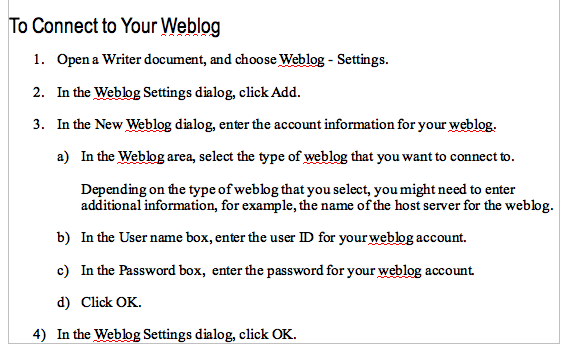 To Connect to Your Weblog
1. Open a Writer document, and choose Weblog - Settings.
2. In the Weblog Settings dialog, click Add.
3. In the New Weblog dialog, enter the account information for your weblog.
a) In the Weblog area, select the type of weblog that you want to connect to.
Depending on the type of weblog that you select, you might need to enter
additional information, for example, the name of the host server for the weblog.
b) In the User name box, enter the user ID for your weblog account.
c) In the Password box, enter the password for your weblog account.
d) Click OK.
4) In the Weblog Settings dialog, click OK.